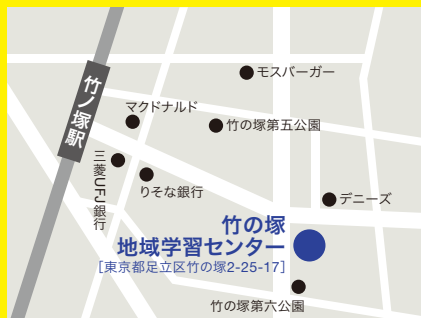 モスバーガー
マクドナルド
竹の塚第五公園
竹ノ塚駅
三菱UFJ銀行
りそな銀行
デニーズ
竹の塚
地域学習センター
[東京都足立区竹の塚2-25-17]
竹の塚第六公園